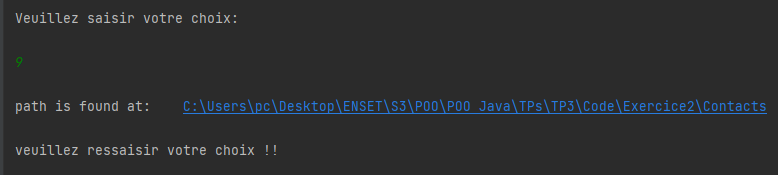 Veuillez saisir votre choix:
9
path is found at: C:\Users\pc\Desktop\ENSET\S3\POO\POO Java\TPs\TP3\Code\Exercice2\Contacts
veuillez ressaisir votre choix !!